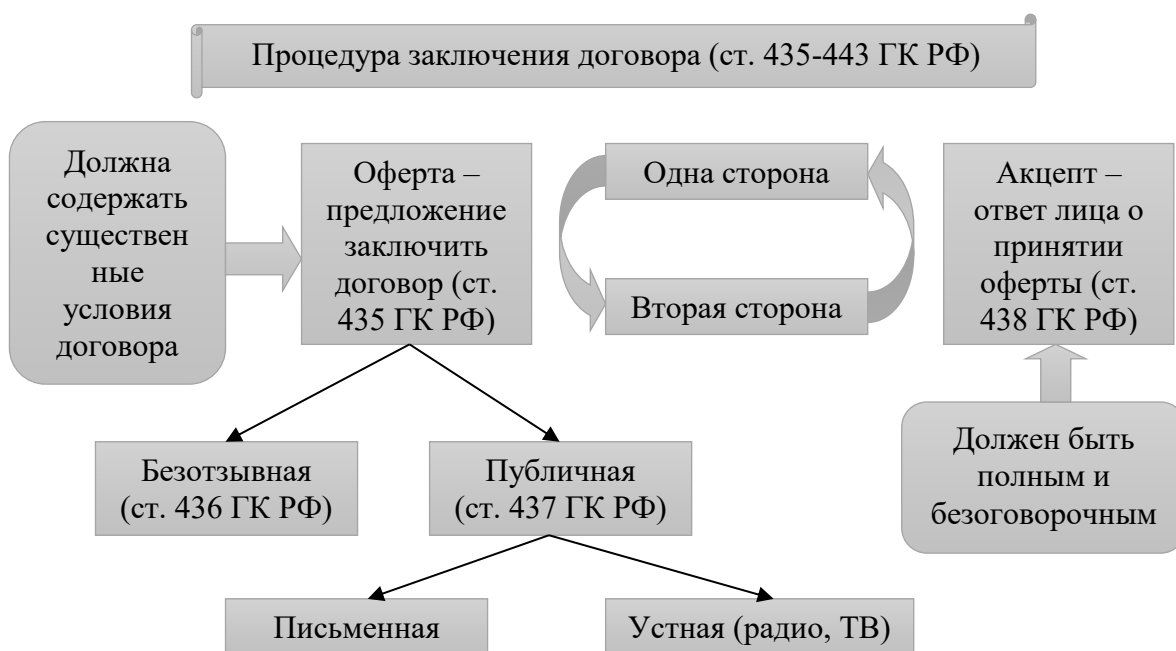 Процедура заключения договора (ст. 435-443 ГК РФ)
Должна
содержать
существен
ные
условия
договора
Оферта –
предложение
заключить
договор (ст.
435 ГК РФ)
Одна сторона
Вторая сторона
Акцепт –
ответ лица о
принятии
оферты (ст.
438 ГК РФ)
Безотзывная
(ст. 436 ГК РФ)
Публичная
(ст. 437 ГК РФ)
Должен быть
полным и
безоговорочным
Письменная
Устная (радио, ТВ)